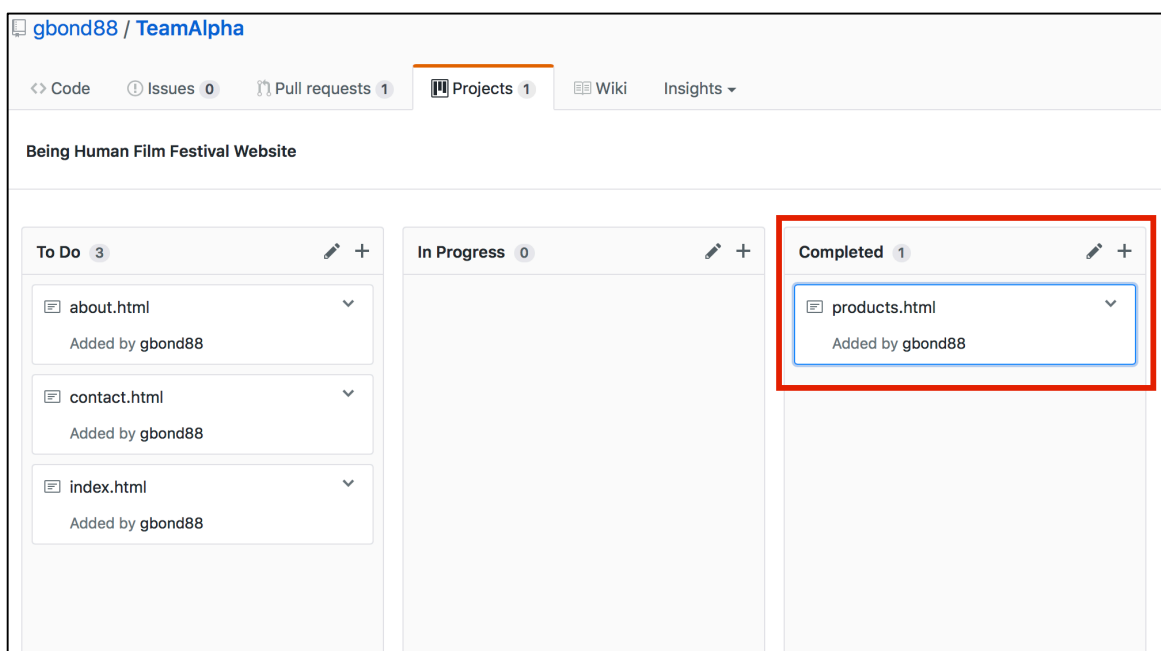 gbond88 / TeamAlpha
Code Issues 0 Pull requests 1 Projects 1 Wiki Insights
Being Human Film Festival Website
To Do 3
about.html
Added by gbond88
contact.html
Added by gbond88
index.html
Added by gbond88
In Progress 0
Completed 1
products.html
Added by gbond88